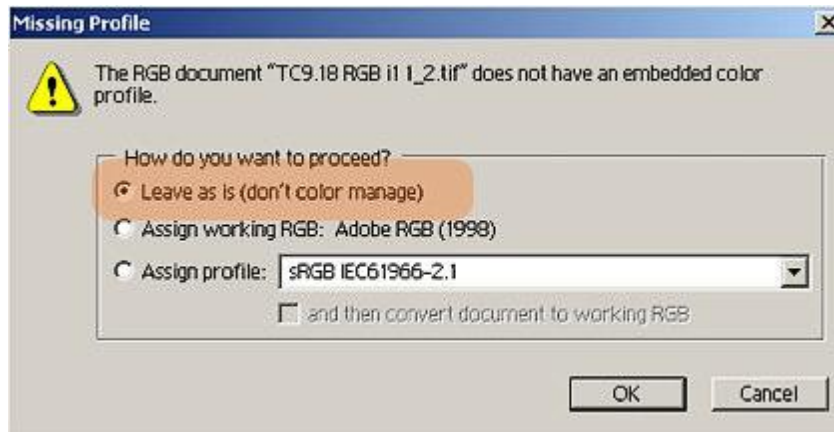 Missing Profile
The RGB document "TC9.18 RGB i1 1_2.tif" does not have an embedded color
profile.
How do you want to proceed?
Leave as is (don't color manage)
Assign working RGB: Adobe RGB (1998)
Assign profile: sRGB IEC61966-2.1
and then convert document to working RGB
OK Cancel